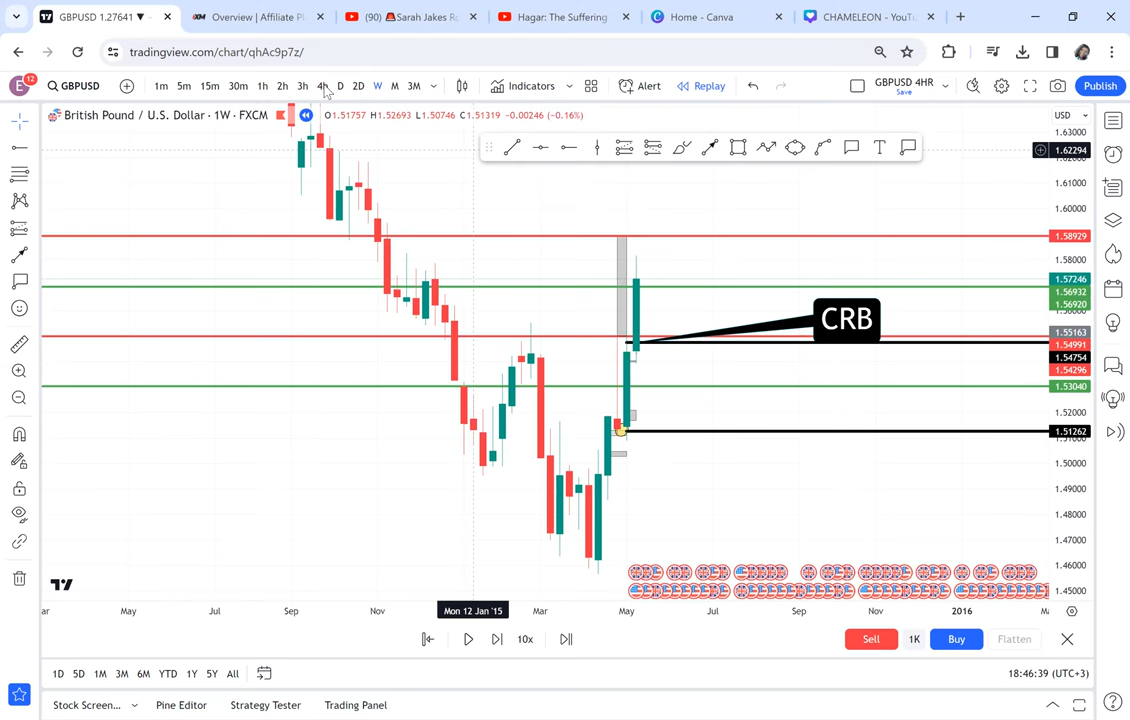 GBPUSD 1.27641 ▼
Overview | Affiliate P
(90) 🚨Sarah Jakes Ro
Hagar: The Suffering
Home - Canva
CHAMELEON - YouTu
tradingview.com/chart/qhAc9p7z/
E 12 GBPUSD 1m 5m 15m 30m 1h 2h 3h 4h D 2D W M 3M Indicators Alert Replay GBPUSD 4HR Save Publish
British Pound / U.S. Dollar · 1W · FXCM O1.51757 H1.52693 L1.50746 C1.51319 −0.00246 (−0.16%) USD
1.63000
1.62294
1.61000
1.60000
1.58929
1.58000
1.57246
1.56932
1.56920
1.55163
1.54991
1.54754
1.54296
1.53040
1.52000
1.51262
1.50000
1.49000
1.48000
1.47000
1.46000
1.45000
CRB
ar May Jul Sep Nov Mon 12 Jan '15 Mar May Jul Sep Nov 2016
10x Sell 1K Buy Flatten
1D 5D 1M 3M 6M YTD 1Y 5Y All 18:46:39 (UTC+3)
Stock Screen... Pine Editor Strategy Tester Trading Panel